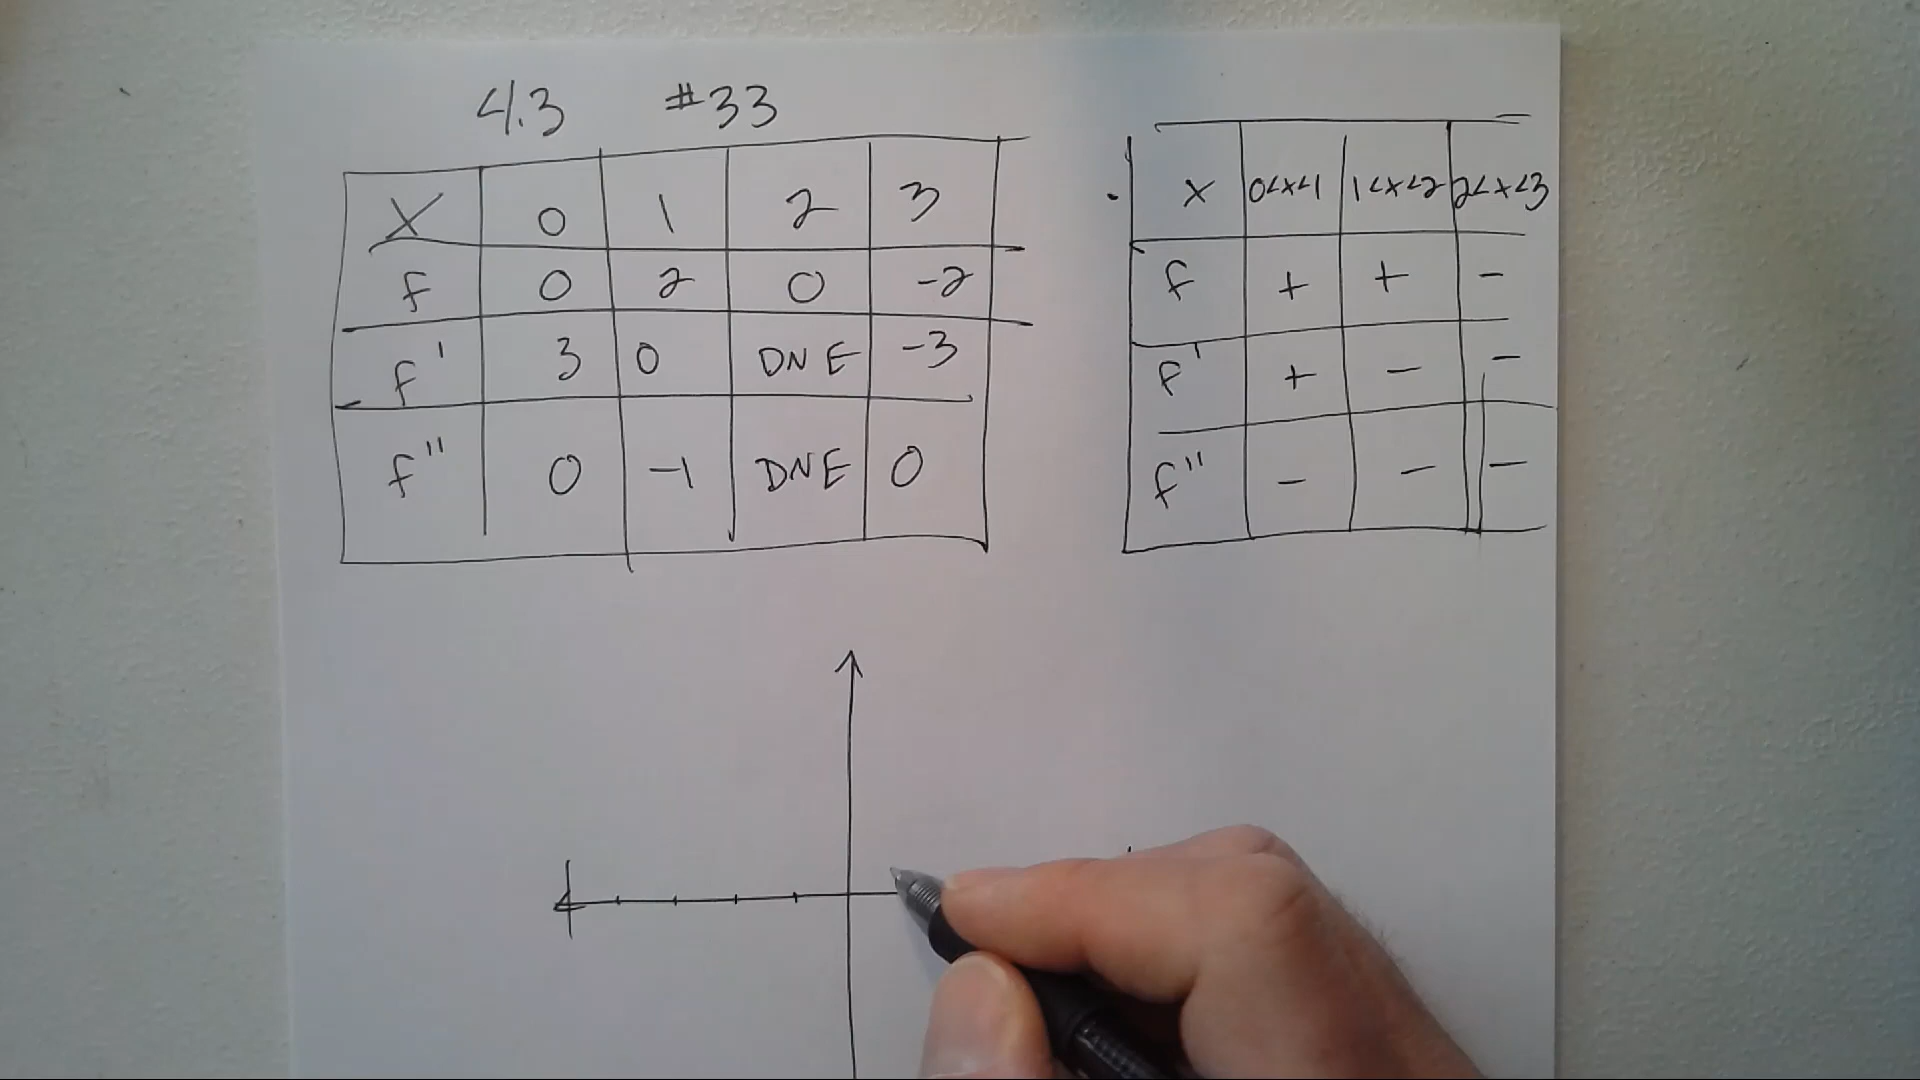 4.3 #33
X 0 1 2 3
f 0 2 0 -2
f' 3 0 DNE -3
f" 0 -1 DNE 0
x 0<x<1 1<x<2 2<x<3
f + + -
f' + - -
f" - - -